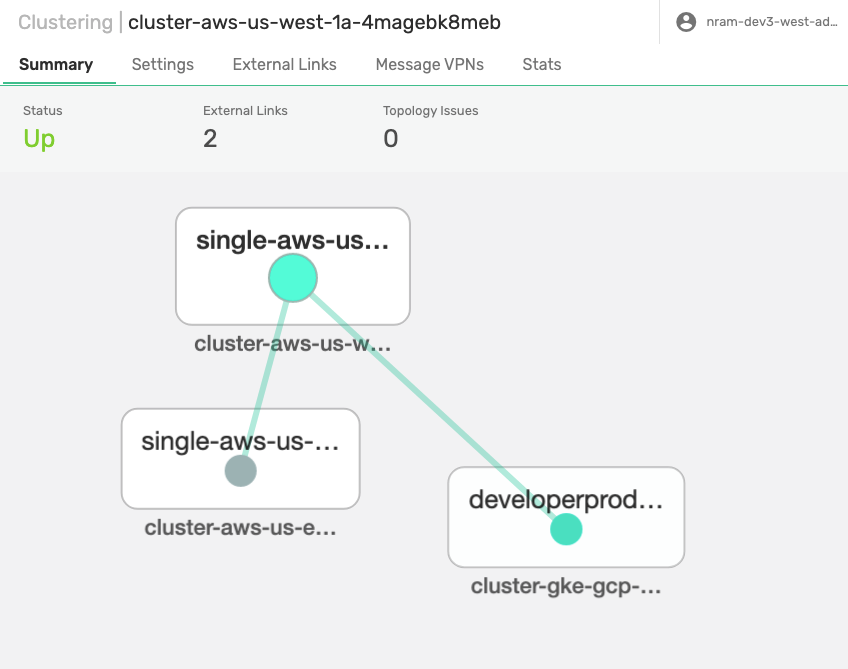 Clustering | cluster-aws-us-west-1a-4magebk8meb
nram-dev3-west-ad...
Summary Settings External Links Message VPNs Stats
Status External Links Topology Issues
Up 2 0
single-aws-us...
cluster-aws-us-w...
single-aws-us-...
cluster-aws-us-e...
developerprod...
cluster-gke-gcp-...